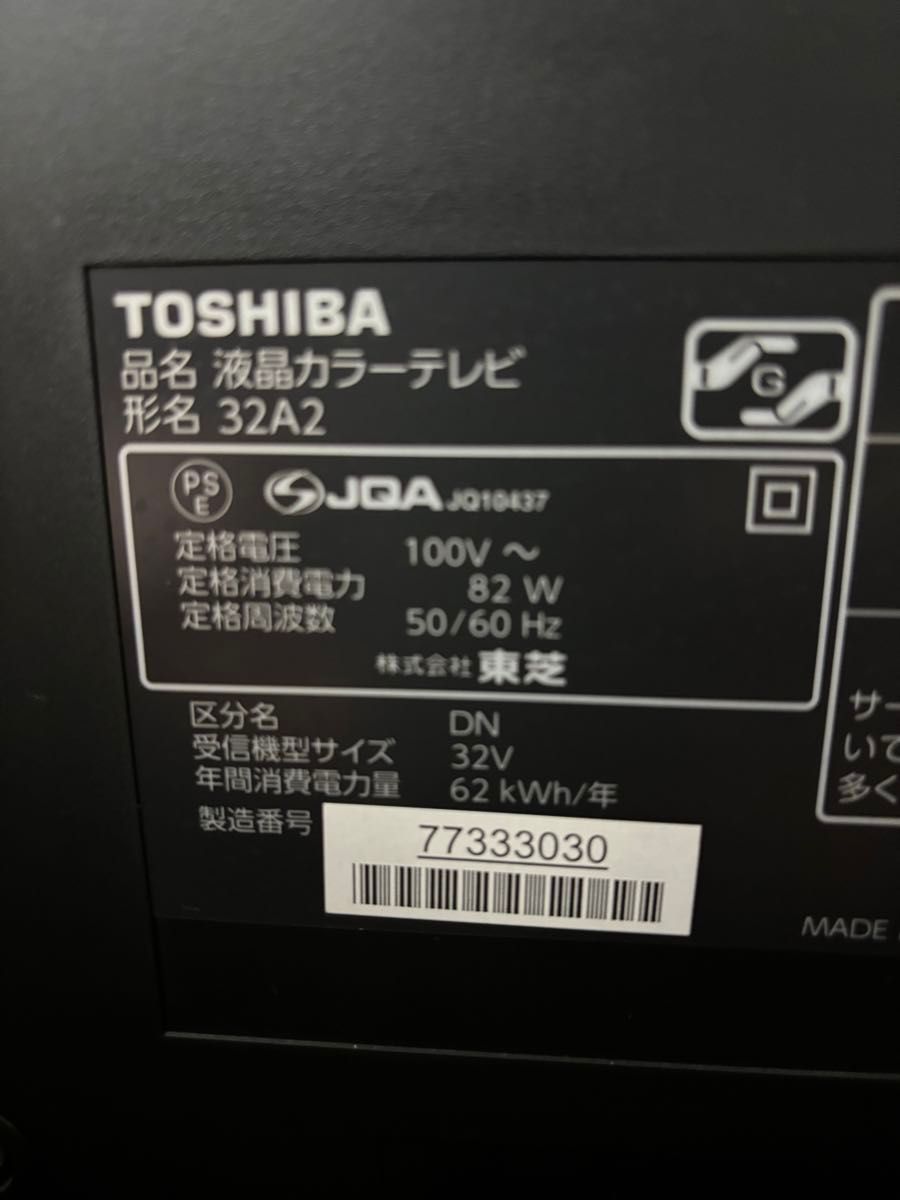 TOSHIBA
品名 液晶カラーテレビ
形名 32A2
G
PS
E
JQA JQ10437
定格電圧 100V ～
定格消費電力 82 W
定格周波数 50/60 Hz
株式会社 東芝
区分名 DN
受信機型サイズ 32V
年間消費電力量 62 kWh/年
製造番号 77333030
サー
いて
多く
MADE